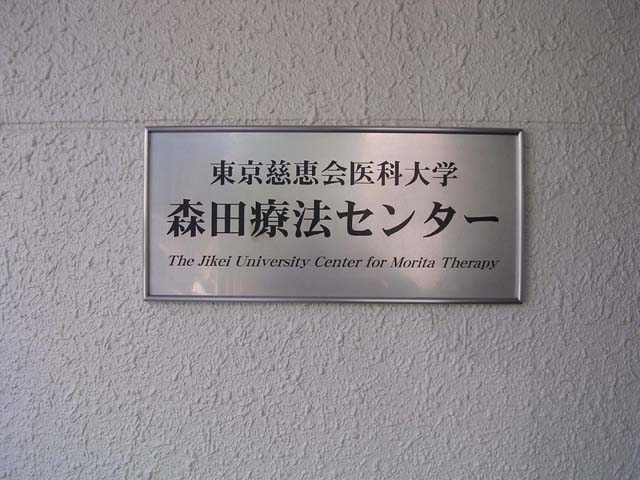 東京慈恵会医科大学
森田療法センター
The Jikei University Center for Morita Therapy